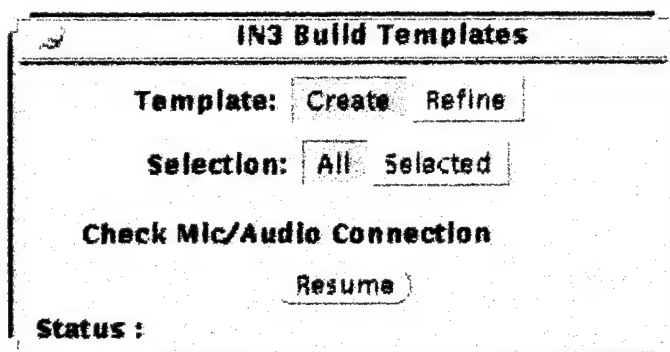 IN3 Build Templates
Template: Create Refine
Selection: All Selected
Check Mic/Audio Connection
Resume
Status :